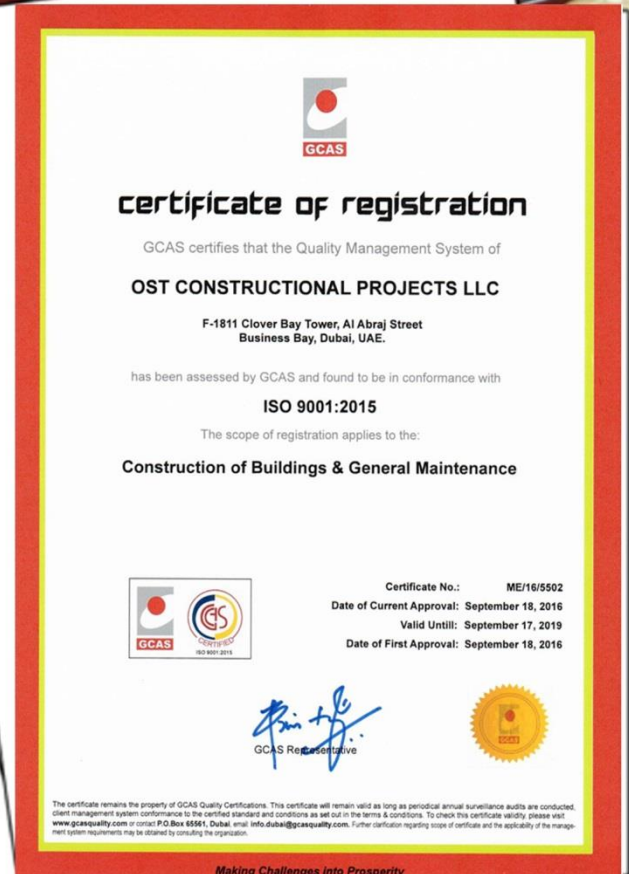 GCAS
certificate of registration
GCAS certifies that the Quality Management System of
OST CONSTRUCTIONAL PROJECTS LLC
F-1811 Clover Bay Tower, Al Abraj Street
Business Bay, Dubai, UAE.
has been assessed by GCAS and found to be in conformance with
ISO 9001:2015
The scope of registration applies to the:
Construction of Buildings & General Maintenance
Certificate No.: ME/16/5502
Date of Current Approval: September 18, 2016
Valid Untill: September 17, 2019
Date of First Approval: September 18, 2016
GCAS
CERTIFIED
ISO 9001:2015
GCAS Representative
GCAS
The certificate remains the property of GCAS Quality Certifications. This certificate will remain valid as long as periodical annual surveillance audits are conducted,
client management system conformance to the certified standard and conditions as set out in the terms & conditions. To check this certificate validity, please visit
www.gcasquality.com or contact P.O.Box 65561, Dubai, email: info.dubai@gcasquality.com. Further clarification regarding scope of certificate and the applicability of the manage-
ment system requirements may be obtained by consulting the organization.
Making Challenges into Prosperity